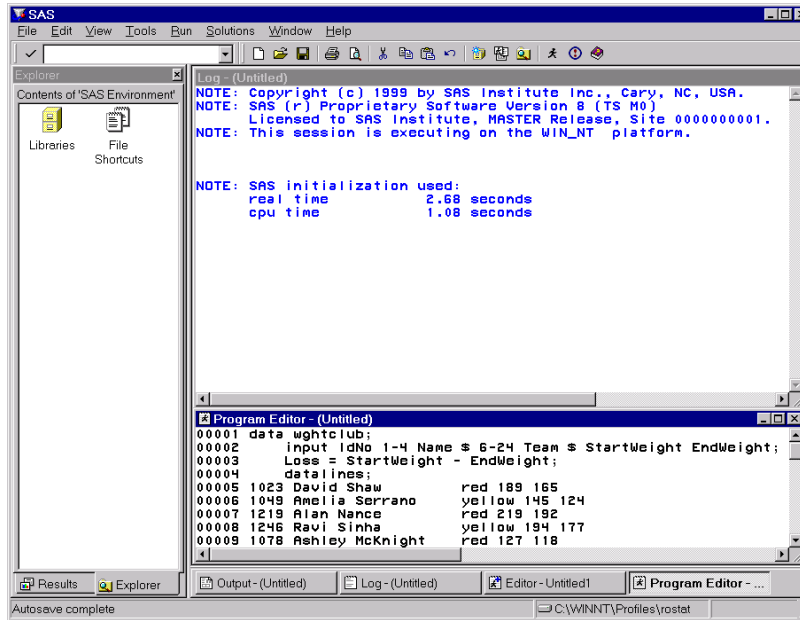 SAS
File Edit View Tools Run Solutions Window Help
Explorer
Contents of 'SAS Environment'
Libraries
File Shortcuts
Log - (Untitled)
NOTE: Copyright (c) 1999 by SAS Institute Inc., Cary, NC, USA.
NOTE: SAS (r) Proprietary Software Version 8 (TS M0)
Licensed to SAS Institute, MASTER Release, Site 0000000001.
NOTE: This session is executing on the WIN_NT platform.
NOTE: SAS initialization used:
real time 2.68 seconds
cpu time 1.08 seconds
Program Editor - (Untitled)
00001 data wghtclub;
00002 input IdNo 1-4 Name $ 6-24 Team $ StartWeight EndWeight;
00003 Loss = StartWeight - EndWeight;
00004 datalines;
00005 1023 David Shaw red 189 165
00006 1049 Amelia Serrano yellow 145 124
00007 1219 Alan Nance red 219 192
00008 1246 Ravi Sinha yellow 194 177
00009 1078 Ashley McKnight red 127 118
Results Explorer Output - (Untitled) Log - (Untitled) Editor - Untitled1 Program Editor - ...
Autosave complete C:\WINNT\Profiles\rostat